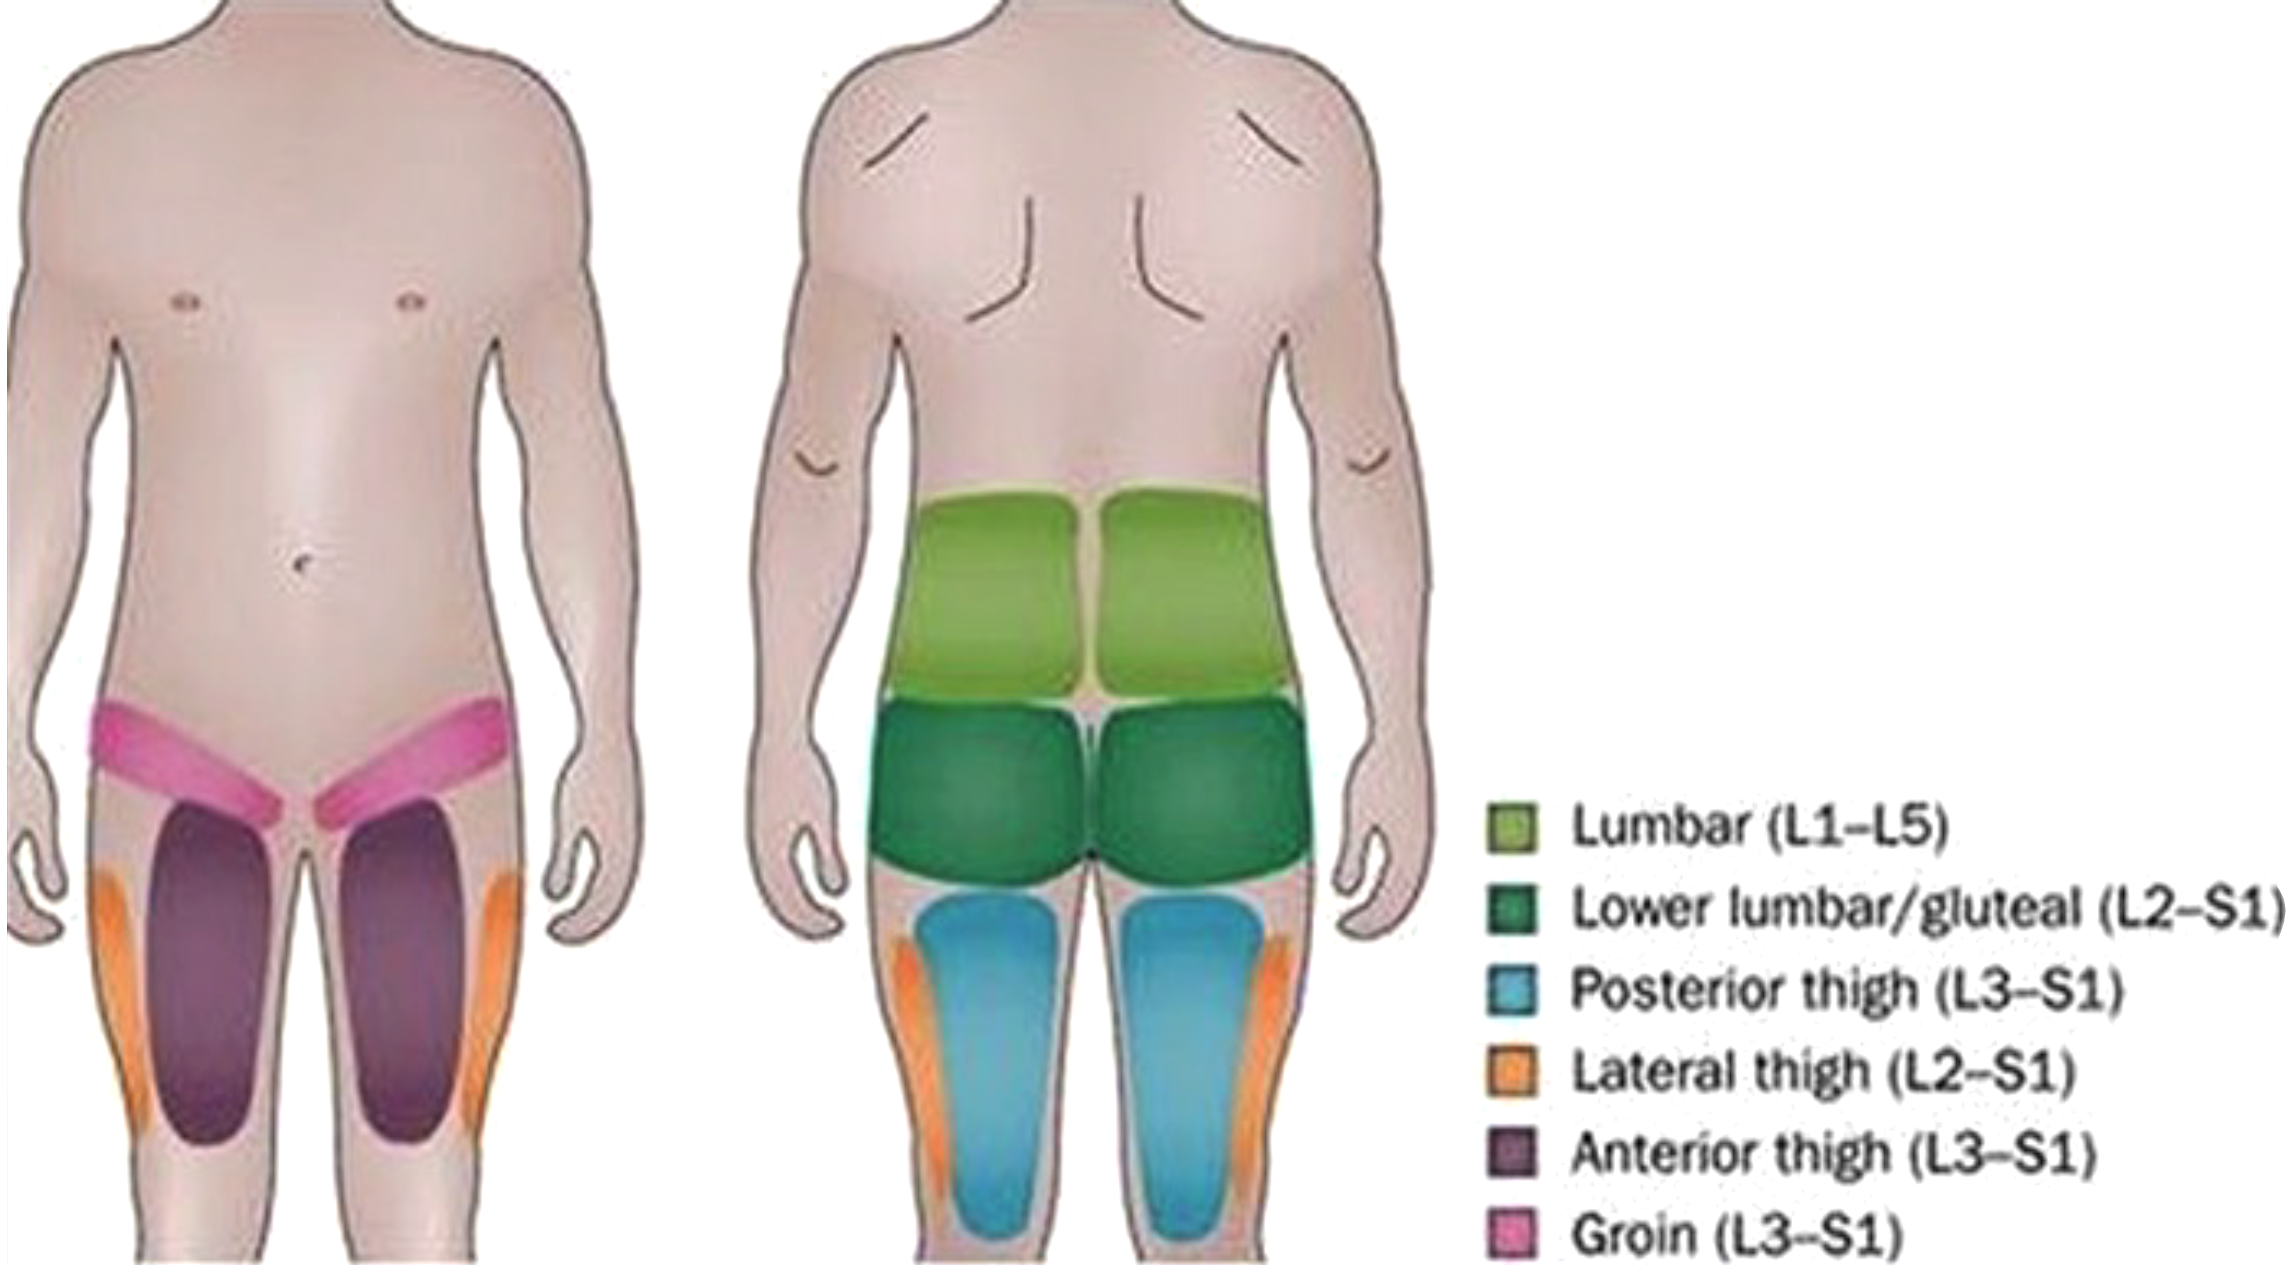 Lumbar (L1–L5)
Lower lumbar/gluteal (L2–S1)
Posterior thigh (L3–S1)
Lateral thigh (L2–S1)
Anterior thigh (L3–S1)
Groin (L3–S1)